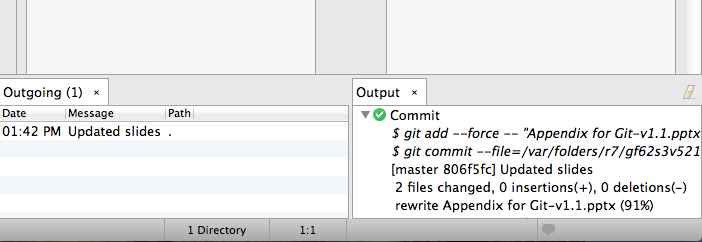 Outgoing (1) ×
Date Message Path
01:42 PM Updated slides .
Output ×
Commit
$ git add --force -- "Appendix for Git-v1.1.pptx
$ git commit --file=/var/folders/r7/gf62s3v521
[master 806f5fc] Updated slides
2 files changed, 0 insertions(+), 0 deletions(-)
rewrite Appendix for Git-v1.1.pptx (91%)
1 Directory 1:1